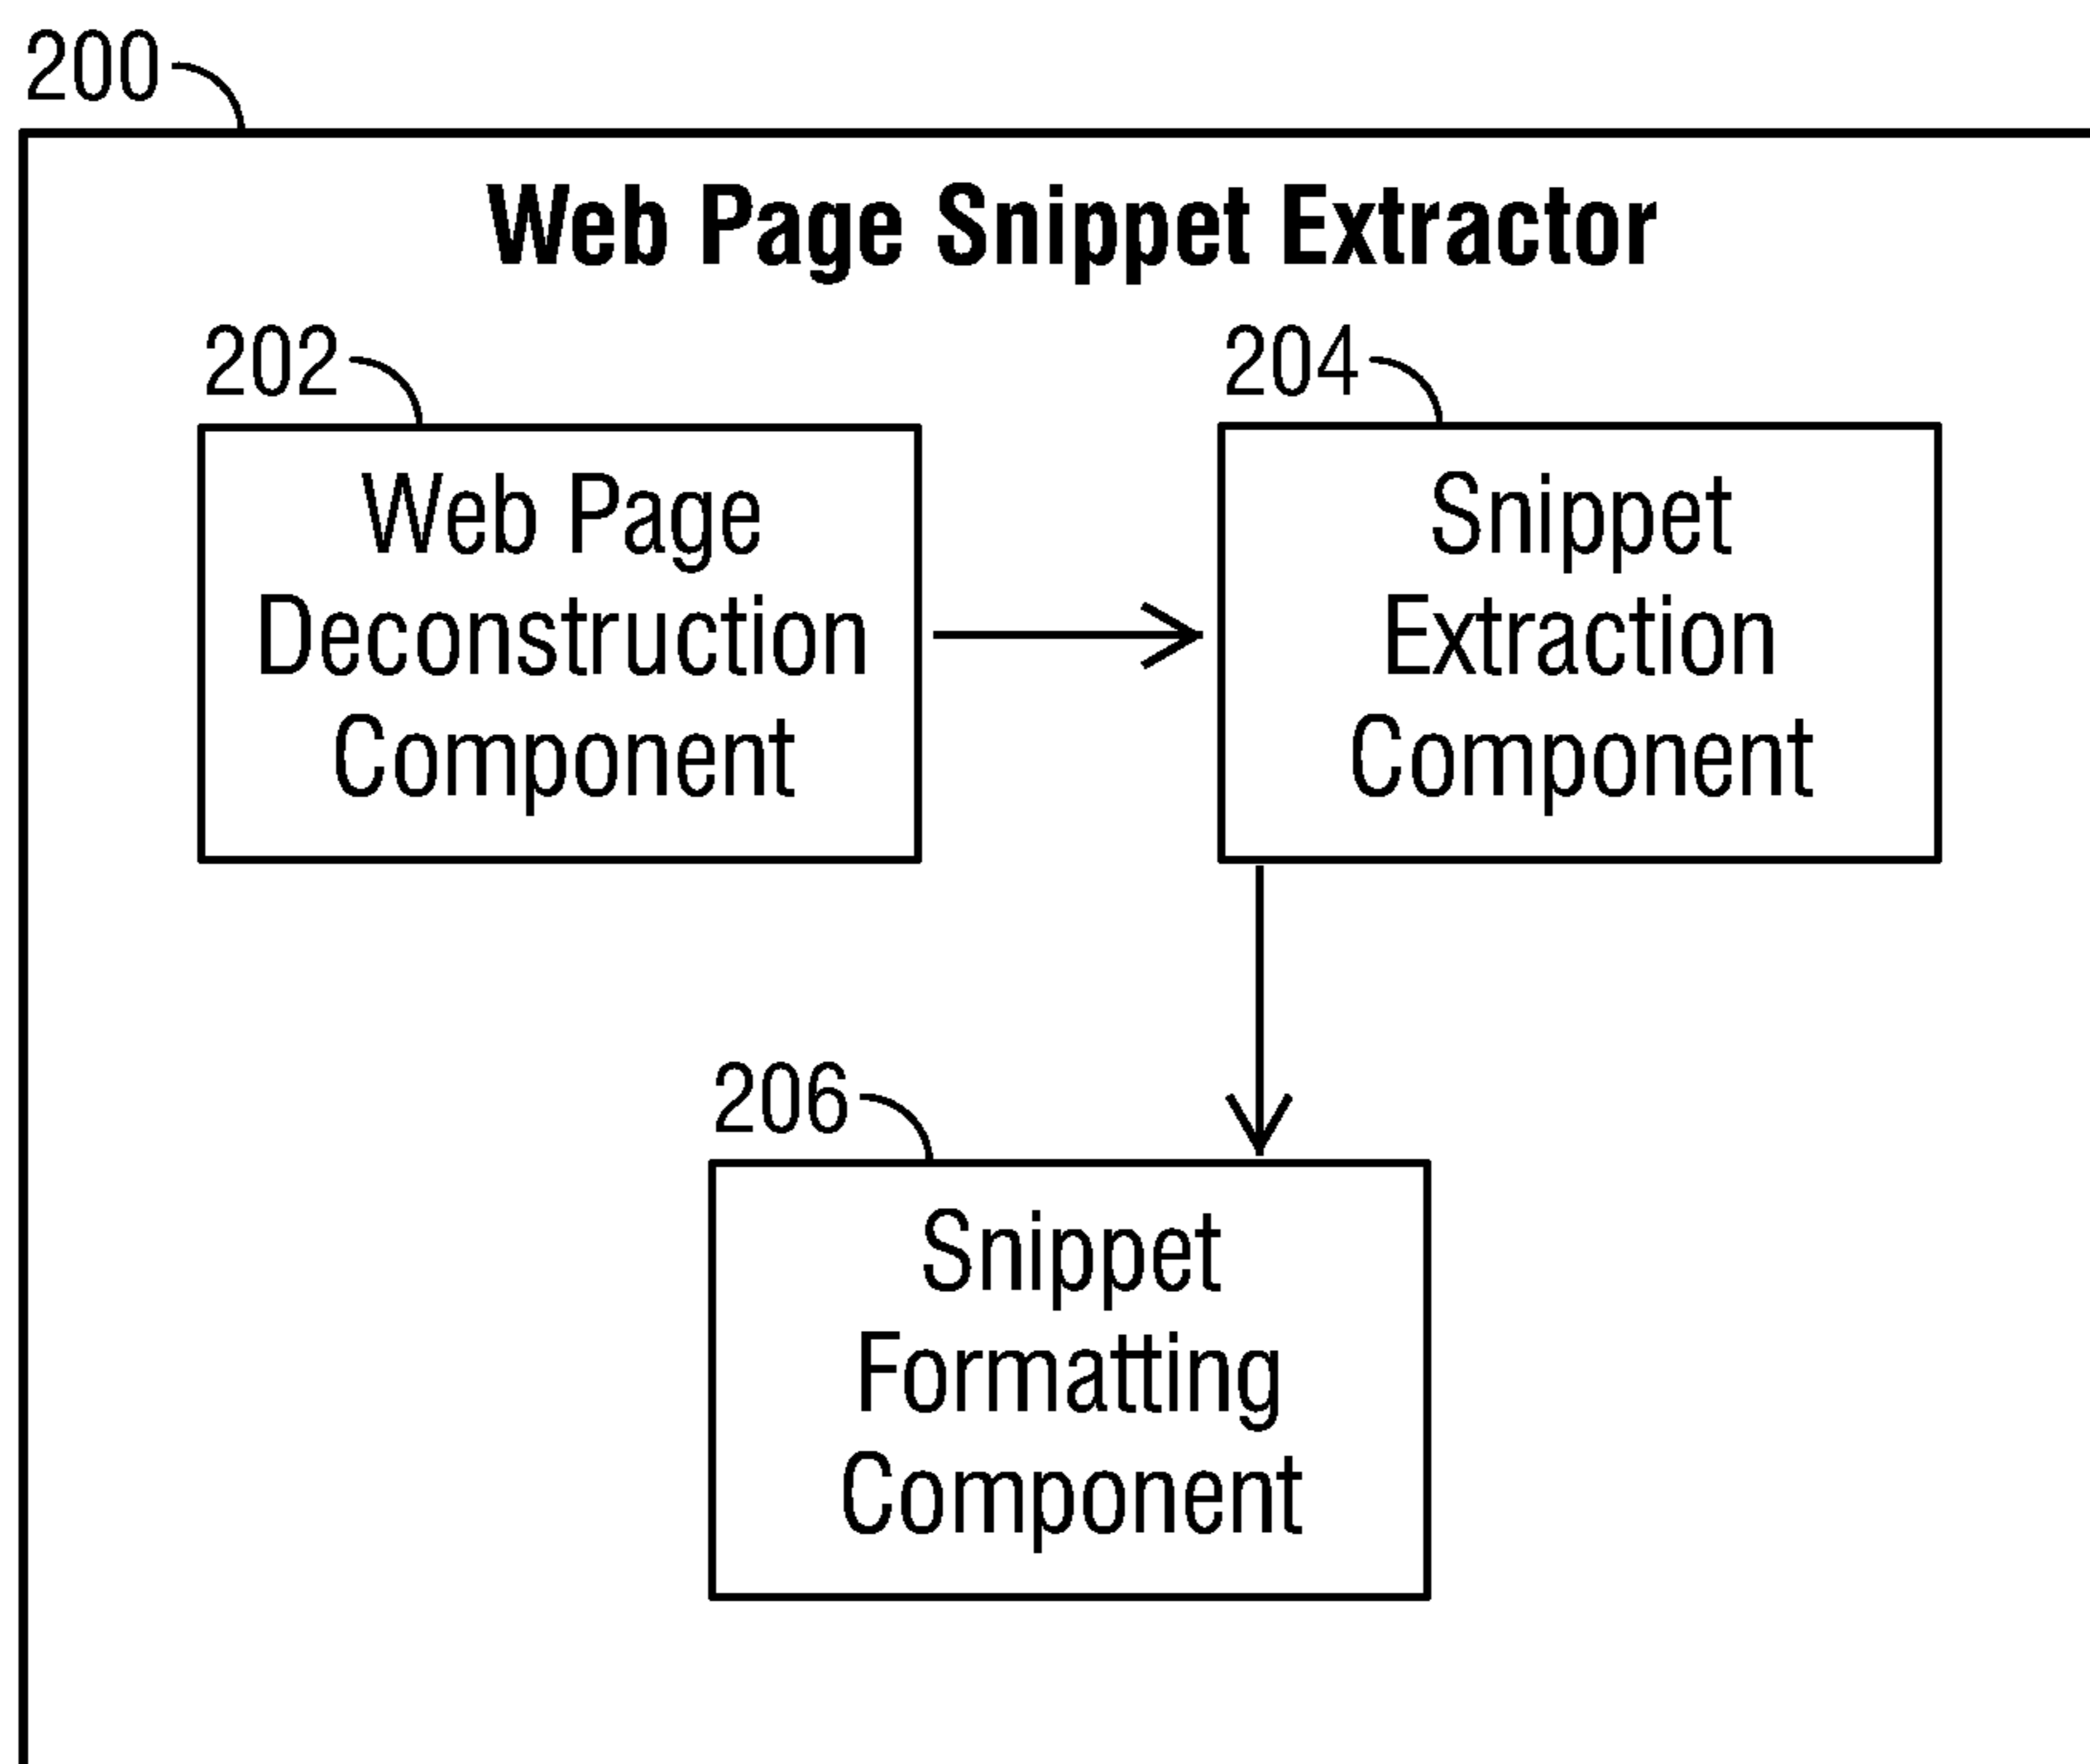 200
Web Page Snippet Extractor
202
Web Page
Deconstruction
Component
204
Snippet
Extraction
Component
206
Snippet
Formatting
Component